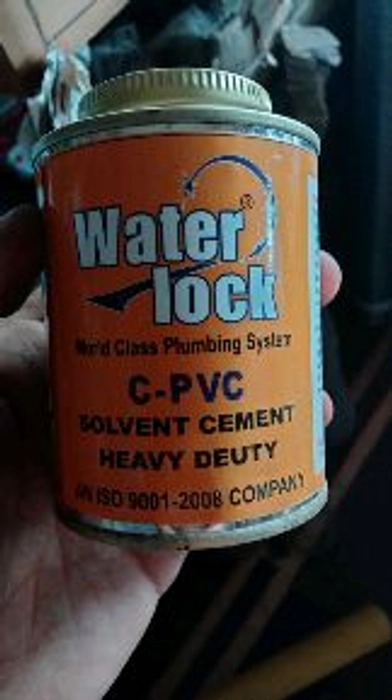 Water®
lock
World Class Plumbing System
C-PVC
SOLVENT CEMENT
HEAVY DEUTY
AN ISO 9001-2008 COMPANY